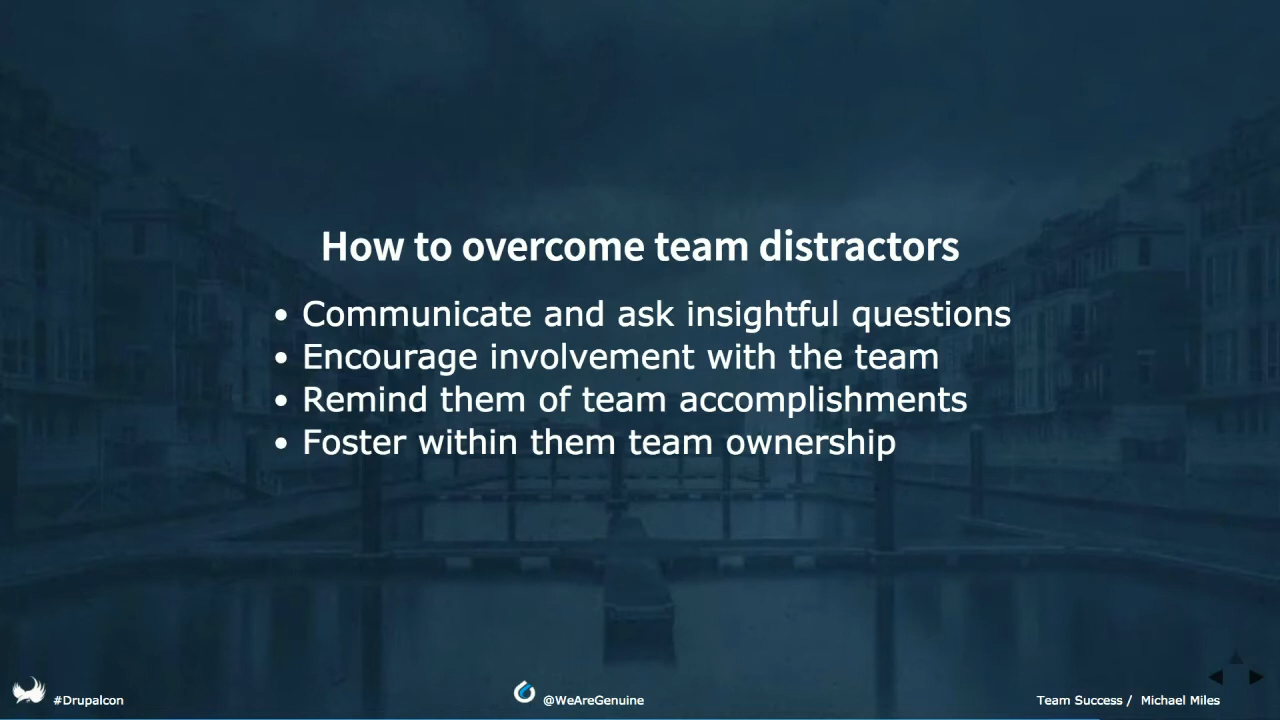 How to overcome team distractors
• Communicate and ask insightful questions
• Encourage involvement with the team
• Remind them of team accomplishments
• Foster within them team ownership
#Drupalcon
@WeAreGenuine
Team Success / Michael Miles